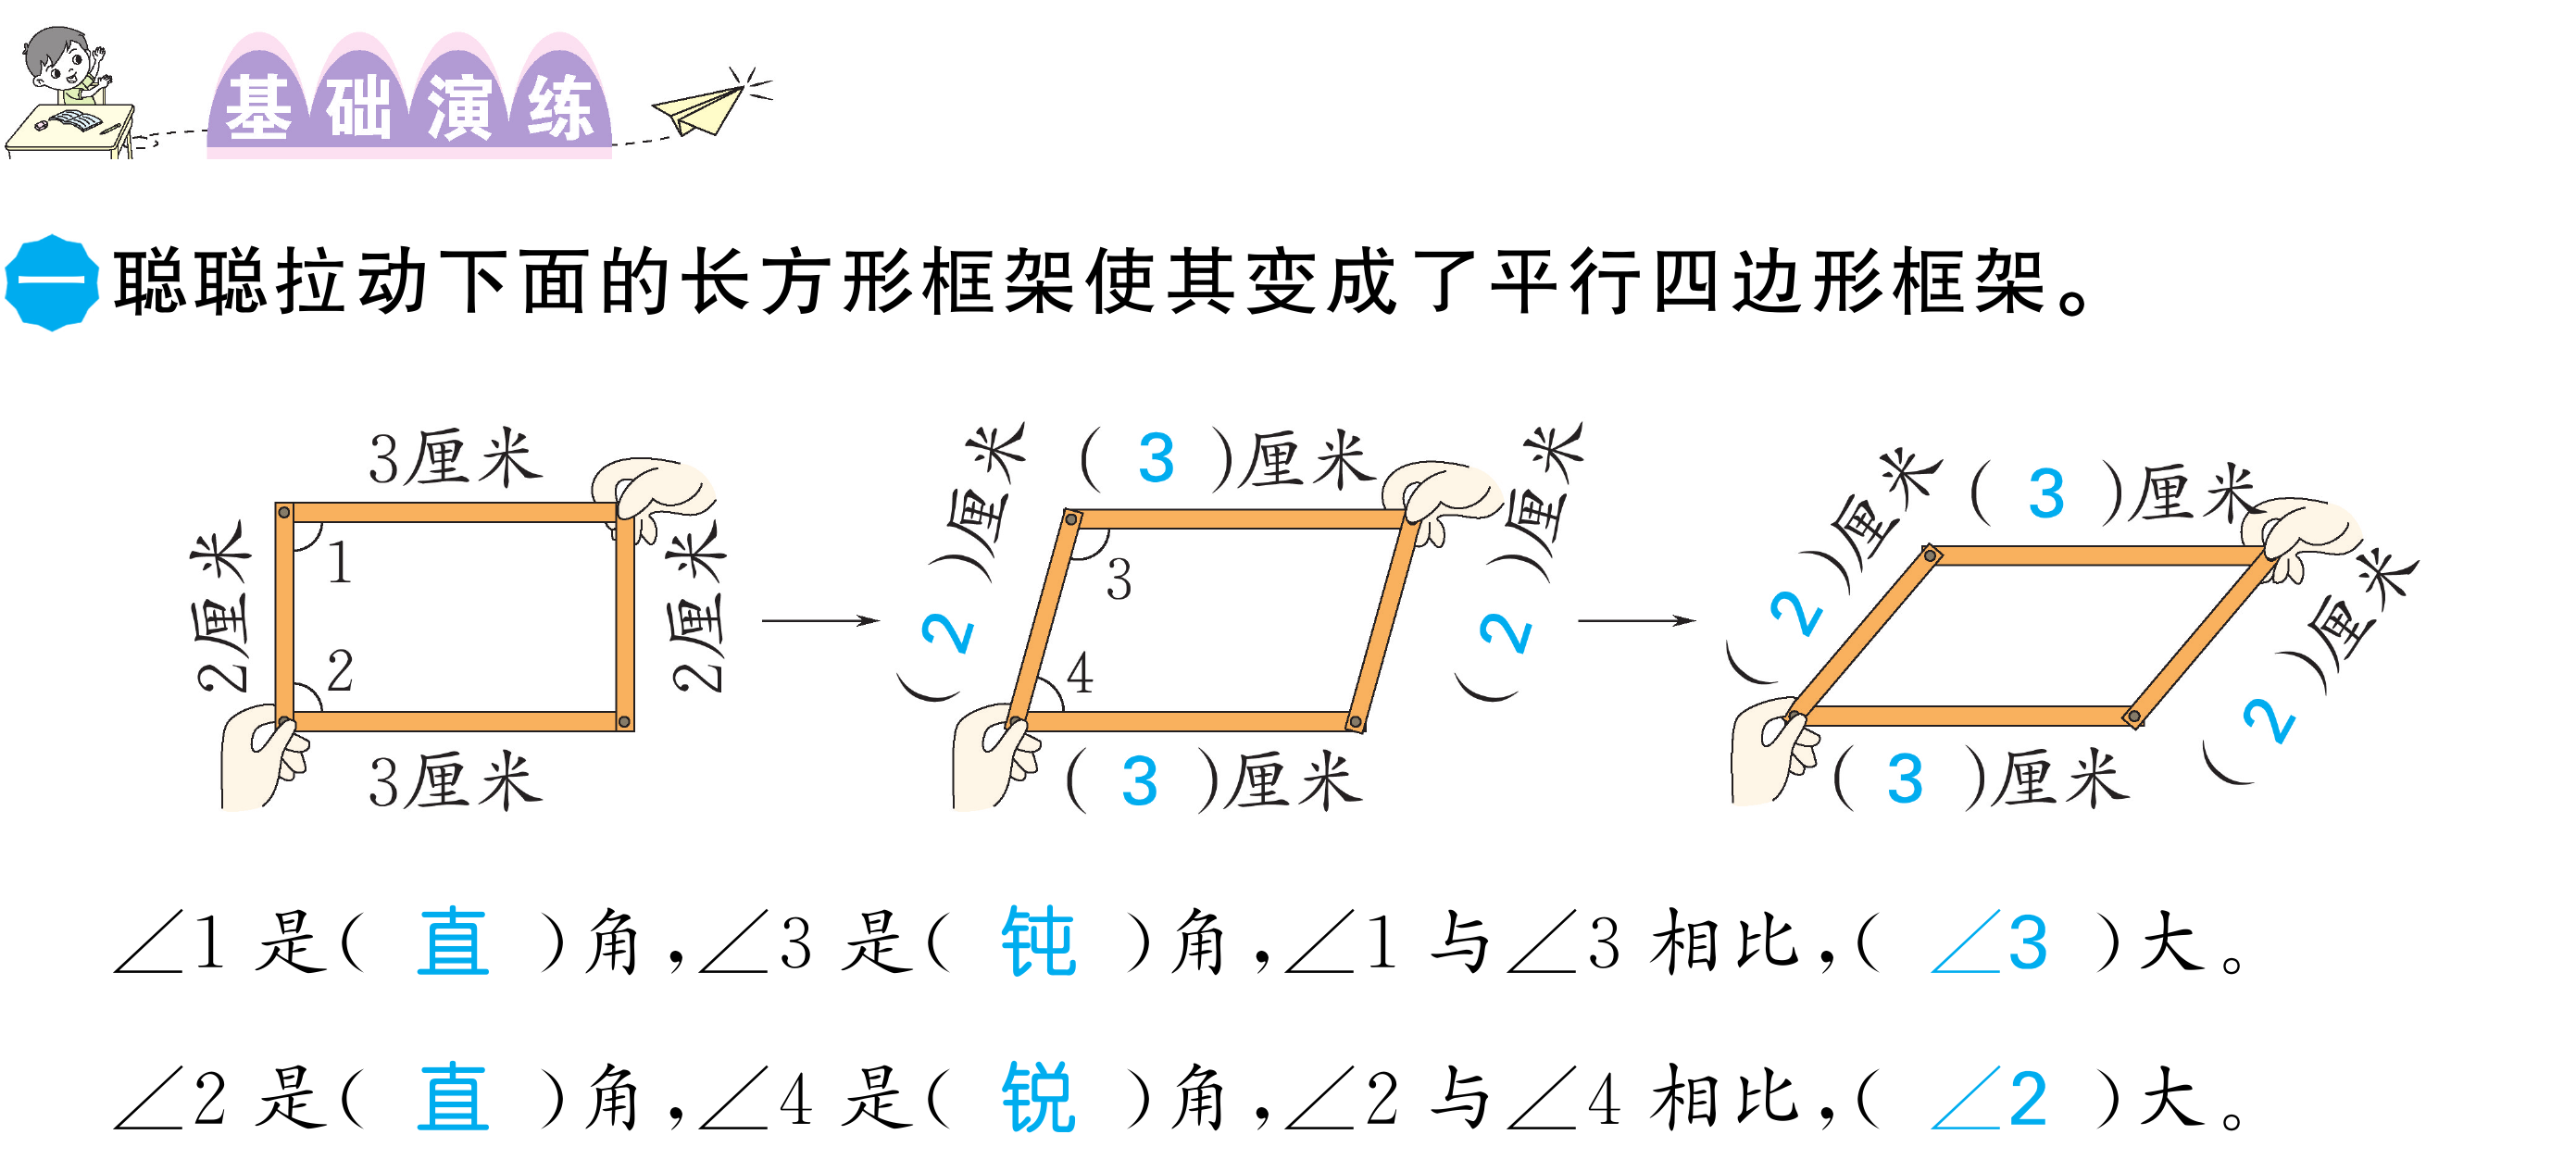 基础演练
一 聪聪拉动下面的长方形框架使其变成了平行四边形框架。
3厘米
2厘米
1
2
2厘米
3厘米
( 3 )厘米
( 2 )厘米
3
4
( 2 )厘米
( 3 )厘米
( 3 )厘米
( 2 )厘米
( 2 )厘米
( 3 )厘米
∠1 是( 直 )角,∠3 是( 钝 )角,∠1 与∠3 相比,( ∠3 )大。
∠2 是( 直 )角,∠4 是( 锐 )角,∠2 与∠4 相比,( ∠2 )大。